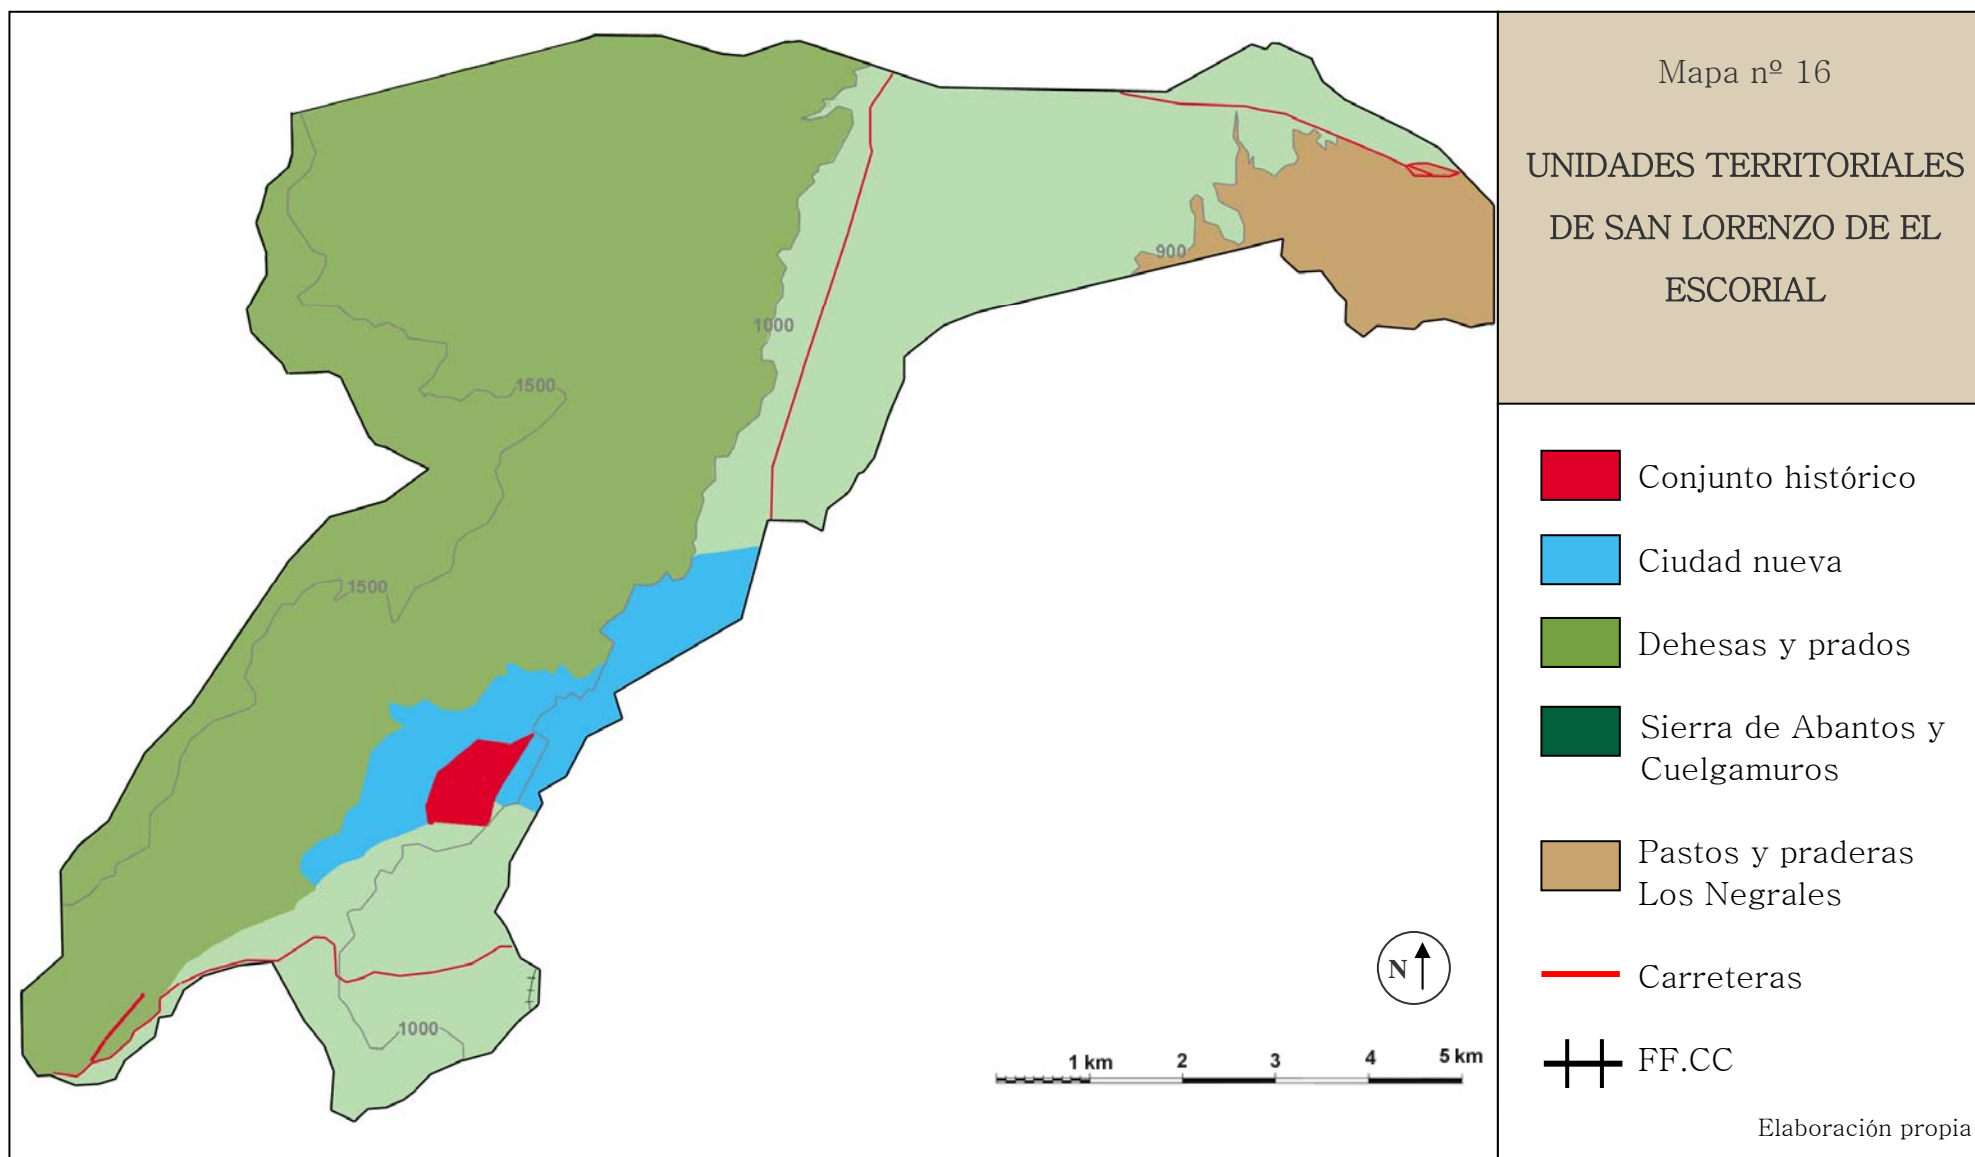 Mapa nº 16
UNIDADES TERRITORIALES
DE SAN LORENZO DE EL
ESCORIAL
900
1000
1500
1500
1000
Conjunto histórico
Ciudad nueva
Dehesas y prados
Sierra de Abantos y
Cuelgamuros
Pastos y praderas
Los Negrales
Carreteras
FF.CC
N
1 km 2 3 4 5 km
Elaboración propia